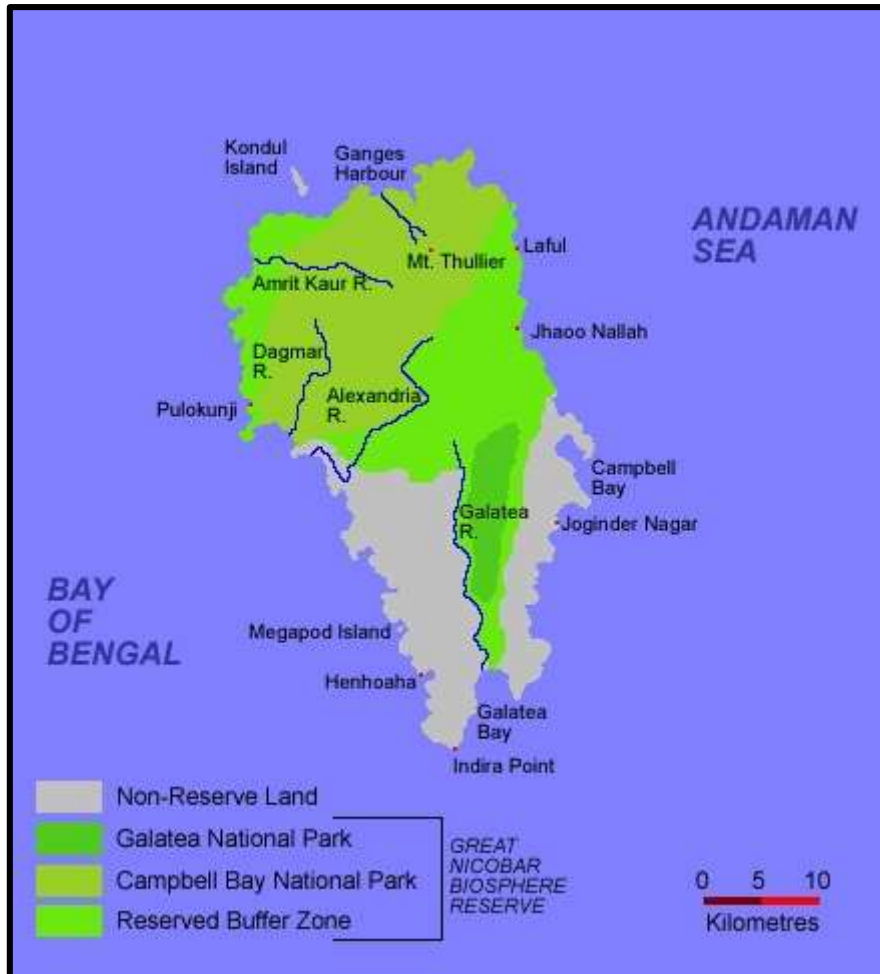 Kondul
Island
Ganges
Harbour
ANDAMAN
SEA
Laful
Mt. Thullier
Amrit Kaur R.
Jhaoo Nallah
Dagmar
R.
Alexandria
R.
Pulokunji
Campbell
Bay
Galatea
R.
Joginder Nagar
BAY
OF
BENGAL
Megapod Island
Henhoaha
Galatea
Bay
Indira Point
Non-Reserve Land
Galatea National Park
Campbell Bay National Park
Reserved Buffer Zone
GREAT
NICOBAR
BIOSPHERE
RESERVE
0 5 10
Kilometres